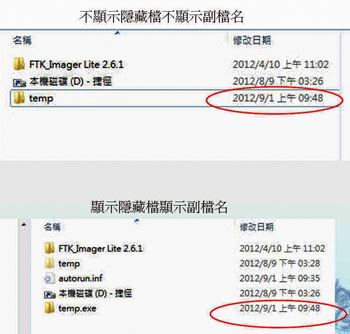 不顯示隱藏檔不顯示副檔名
名稱 修改日期
FTK_Imager Lite 2.6.1 2012/4/10 上午 11:02
本機磁碟 (D) - 捷徑 2012/8/9 下午 03:26
temp 2012/9/1 上午 09:48
顯示隱藏檔顯示副檔名
名稱 修改日期
FTK_Imager Lite 2.6.1 2012/4/10 上午 11:02
temp 2012/8/9 下午 03:28
autorun.inf 2012/9/1 上午 09:35
本機磁碟 (D) - 捷徑 2012/8/9 下午 03:26
temp.exe 2012/9/1 上午 09:48